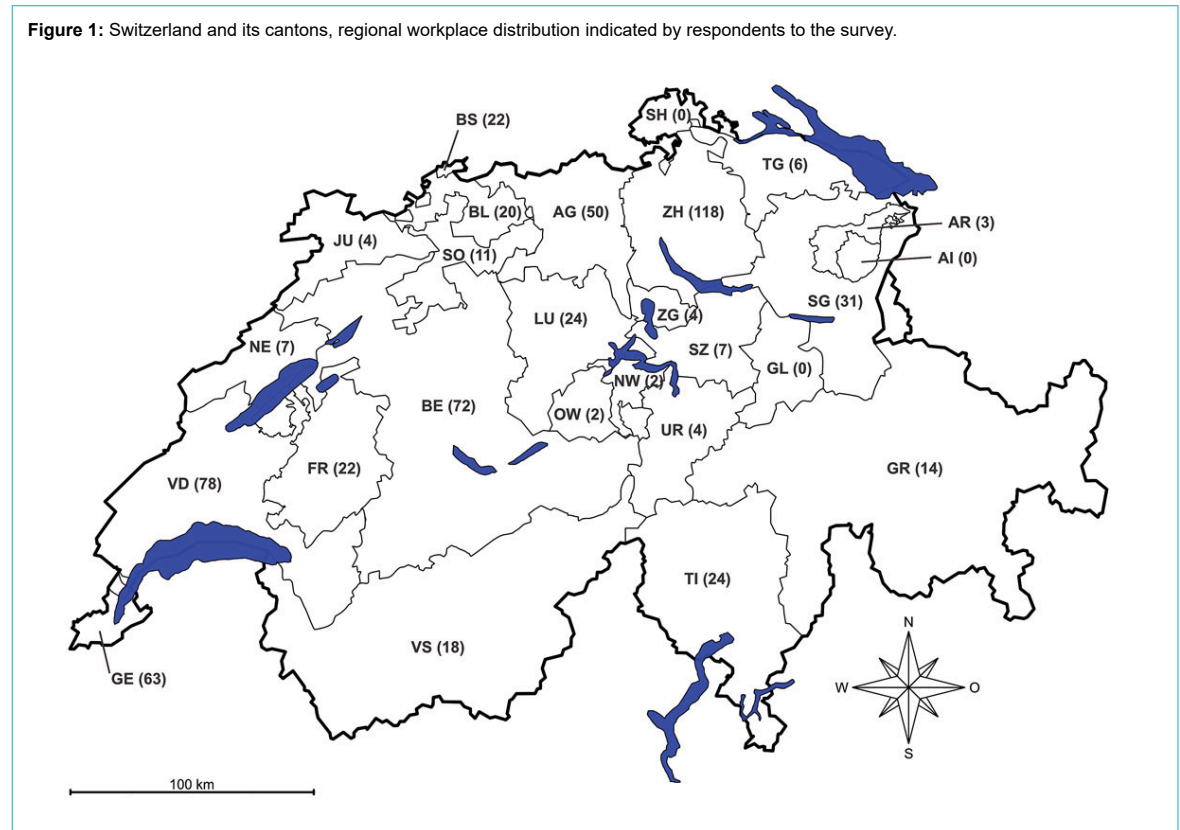 Figure 1: Switzerland and its cantons, regional workplace distribution indicated by respondents to the survey.
SH (0)
BS (22)
TG (6)
BL (20)
AG (50)
ZH (118)
AR (3)
JU (4)
SO (11)
AI (0)
SG (31)
LU (24)
ZG (4)
NE (7)
SZ (7)
GL (0)
NW (2)
BE (72)
OW (2)
UR (4)
FR (22)
GR (14)
VD (78)
TI (24)
N
VS (18)
GE (63)
W
O
S
100 km